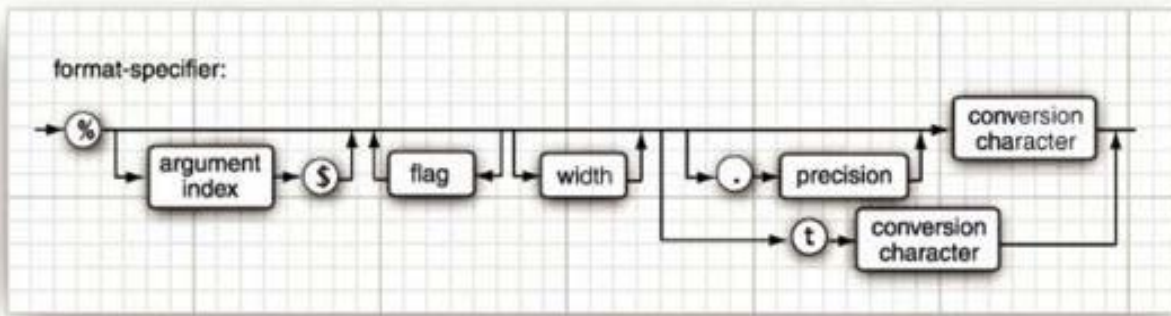 format-specifier:
%
argument
index
$
flag
width
.
precision
conversion
character
t
conversion
character